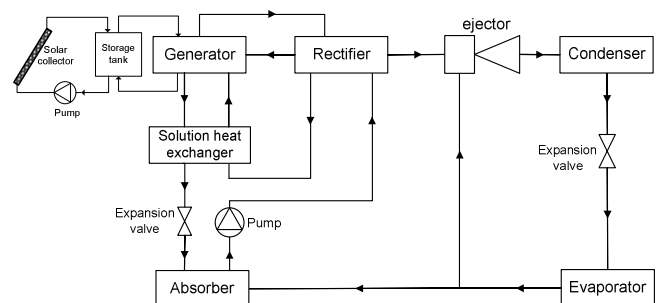 ejector
Solar
collector
Storage
tank
Generator
Rectifier
Condenser
Pump
Solution heat
exchanger
Expansion
valve
Expansion
valve
Pump
Absorber
Evaporator